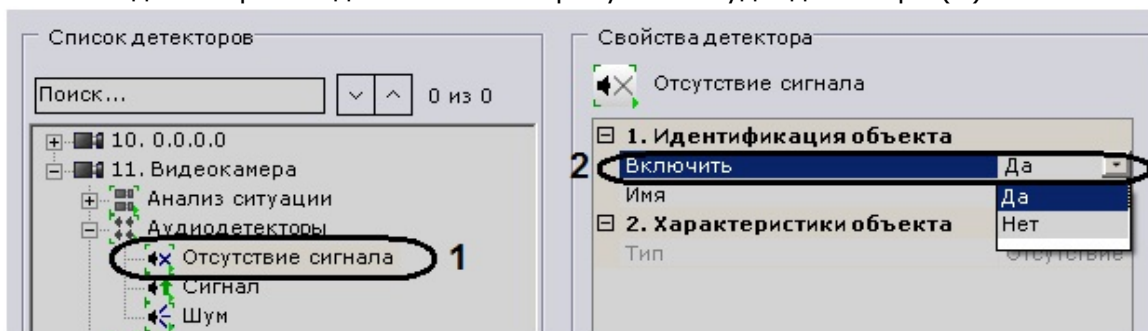 Список детекторов
Поиск...
0 из 0
10. 0.0.0.0
11. Видеокамера
Анализ ситуации
Аудиодетекторы
Отсутствие сигнала
1
Сигнал
Шум
Свойства детектора
Отсутствие сигнала
1. Идентификация объекта
2
Включить Да
Имя
Да
Нет
2. Характеристики объекта
Тип Отсутствие